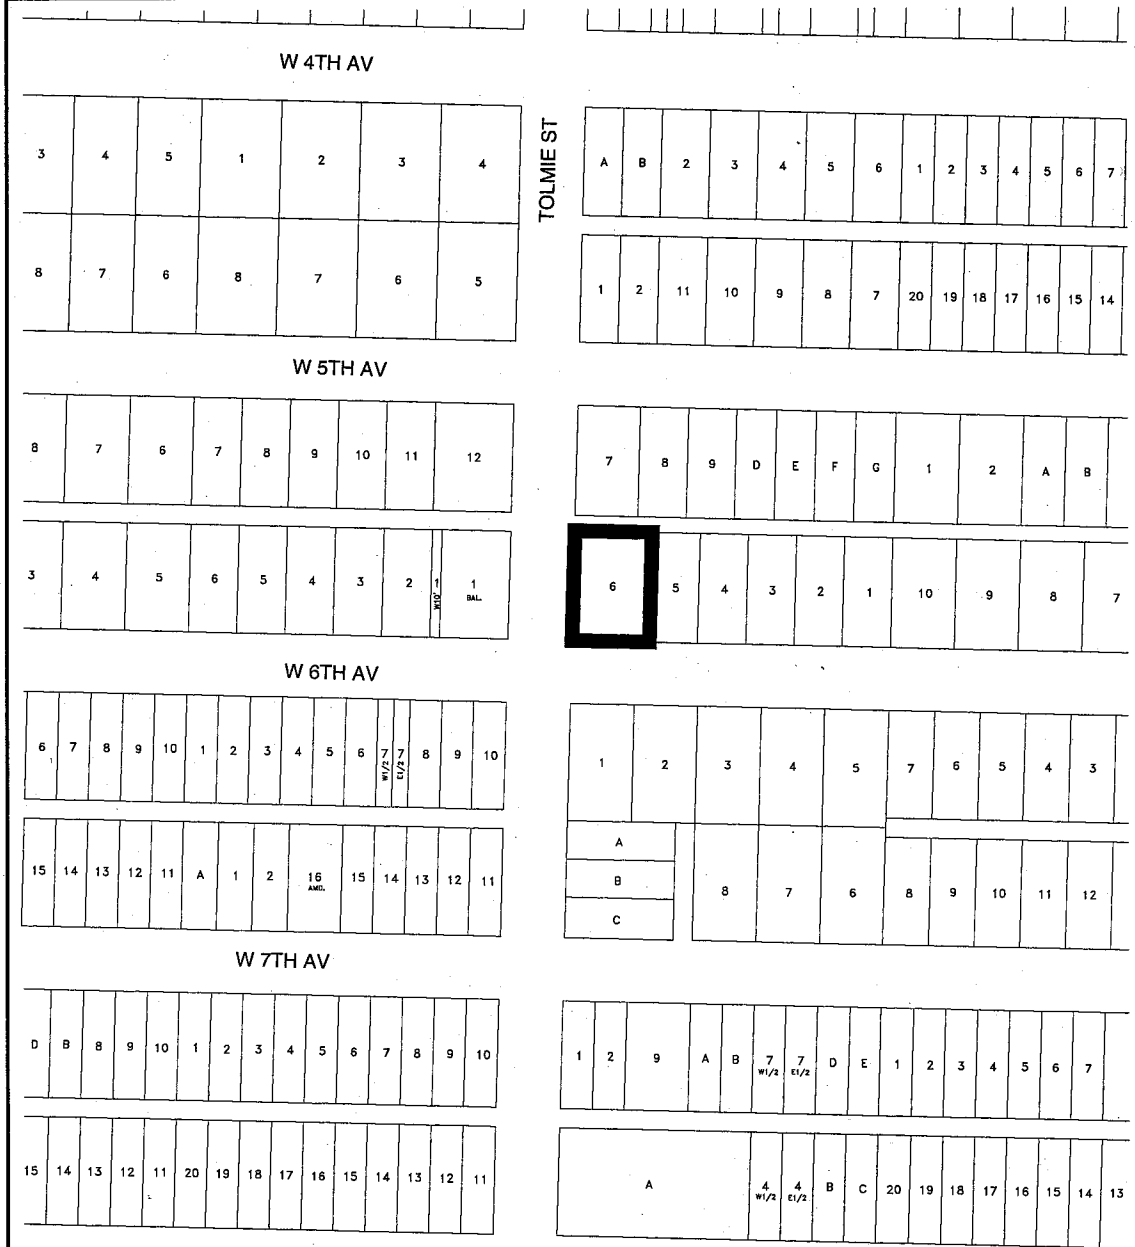 W 4TH AV
TOLMIE ST
3 4 5 1 2 3 4
A B 2 3 4 5 6 1 2 3 4 5 6 7
8 7 6 8 7 6 5
1 2 11 10 9 8 7 20 19 18 17 16 15 14
W 5TH AV
8 7 6 7 8 9 10 11 12
7 8 9 D E F G 1 2 A B
3 4 5 6 5 4 3 2 1 W10' 1 BAL.
6 5 4 3 2 1 10 9 8 7
W 6TH AV
6 7 8 9 10 1 2 3 4 5 6 7 W1/2 7 E1/2 8 9 10
1 2 3 4 5 7 6 5 4 3
A
B
C
15 14 13 12 11 A 1 2 16 AMD. 15 14 13 12 11
8 7 6 8 9 10 11 12
W 7TH AV
D B 8 9 10 1 2 3 4 5 6 7 8 9 10
1 2 9 A B 7 W1/2 7 E1/2 D E 1 2 3 4 5 6 7
15 14 13 12 11 20 19 18 17 16 15 14 13 12 11
A 4 W1/2 4 E1/2 B C 20 19 18 17 16 15 14 13